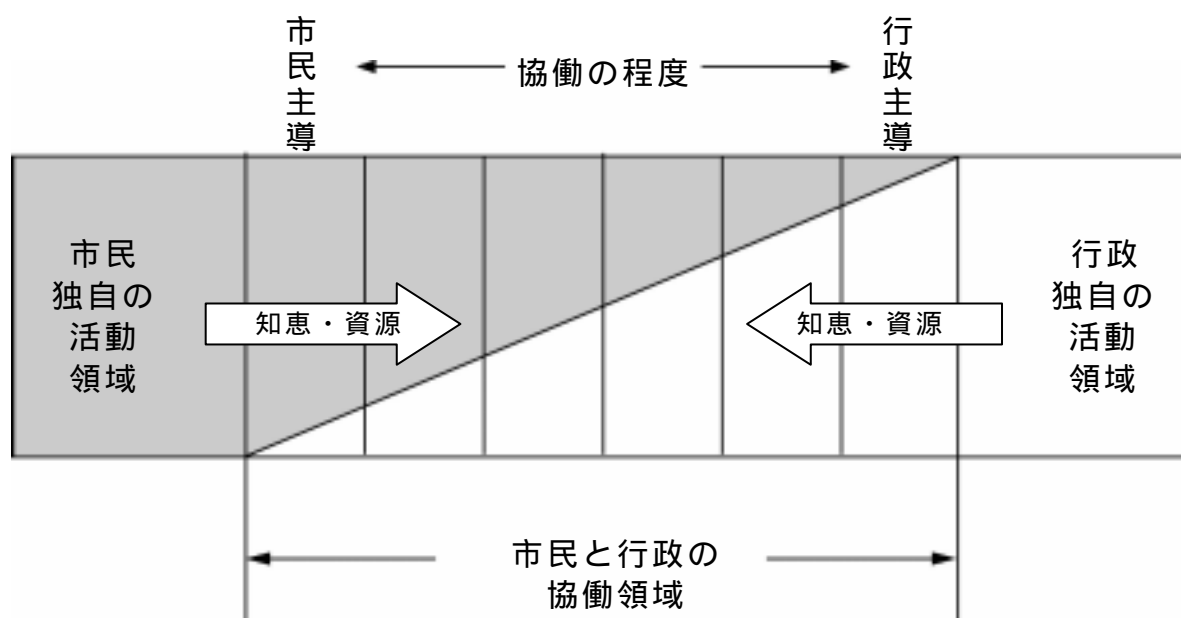 市民主導
協働の程度
行政主導
市民
独自の
活動
領域
知恵・資源
知恵・資源
行政
独自の
活動
領域
市民と行政の
協働領域